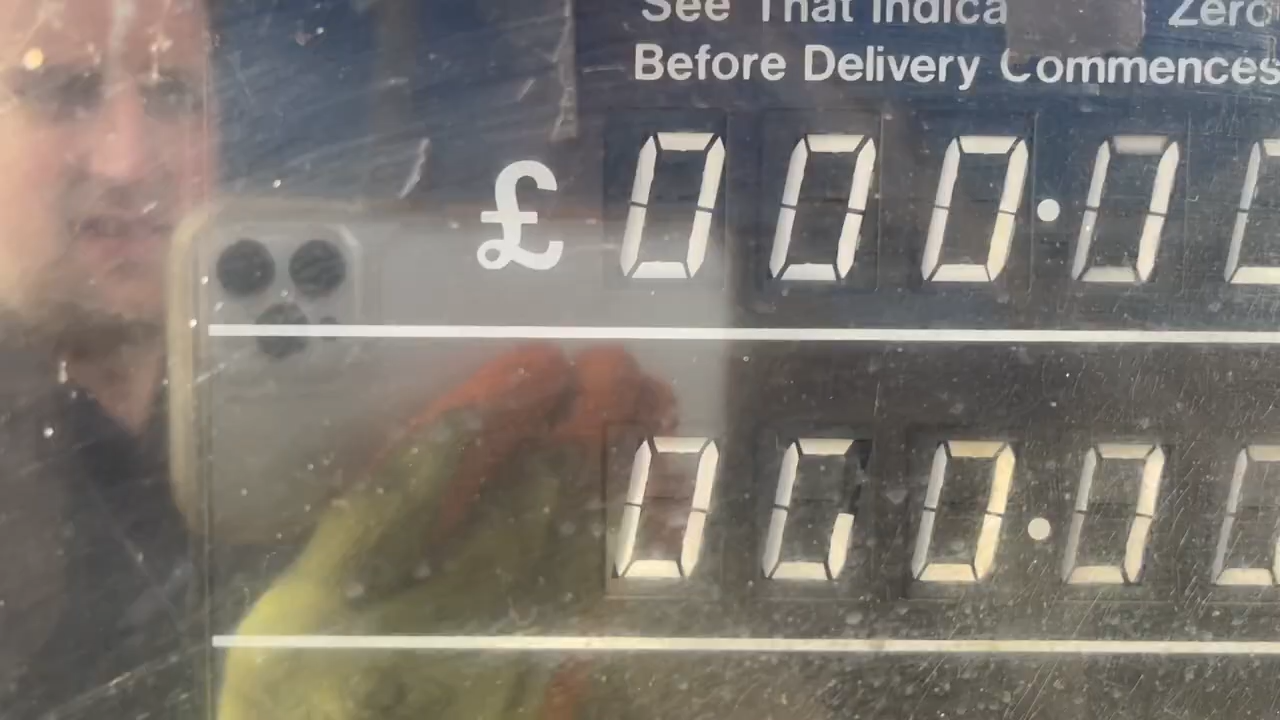 See That Indica Zero
Before Delivery Commences
£ 000.0
000.0